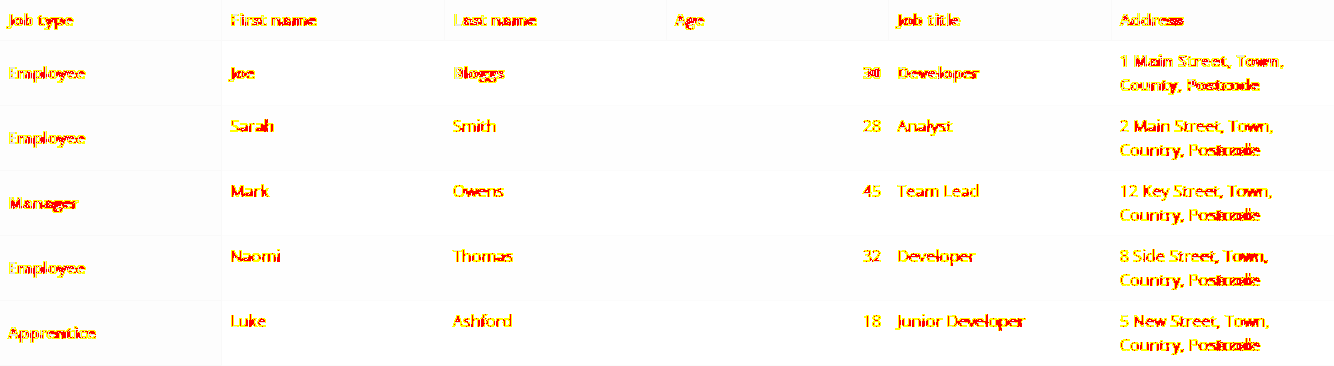 Job type First name Last name Age Job title Address
Employee Joe Bloggs 30 Developer 1 Main Street, Town,
County, Postcode
Employee Sarah Smith 28 Analyst 2 Main Street, Town,
Country, Postcode
Manager Mark Owens 45 Team Lead 12 Key Street, Town,
Country, Postcode
Employee Naomi Thomas 32 Developer 8 Side Street, Town,
Country, Postcode
Apprentice Luke Ashford 18 Junior Developer 5 New Street, Town,
Country, Postcode